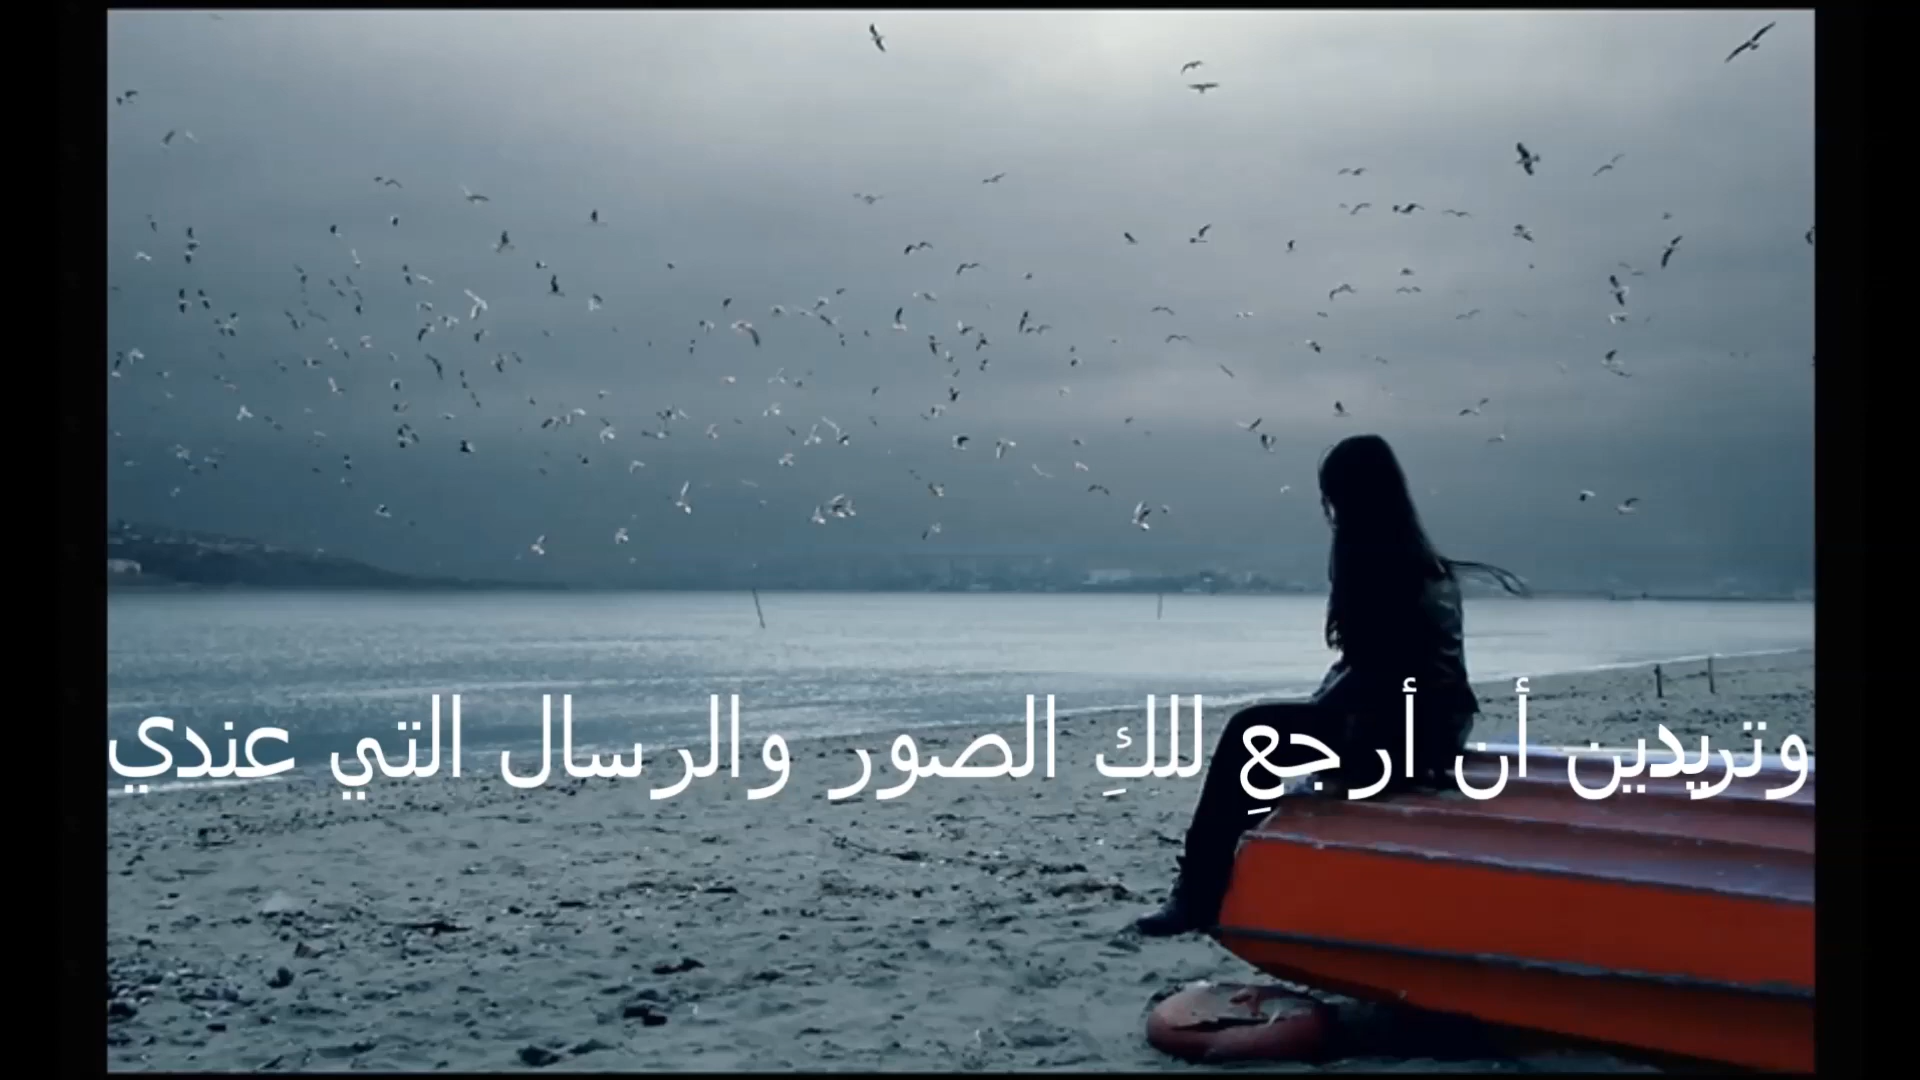 وتريدين أن أرجعِ للكِ الصور والرسال التي عندي